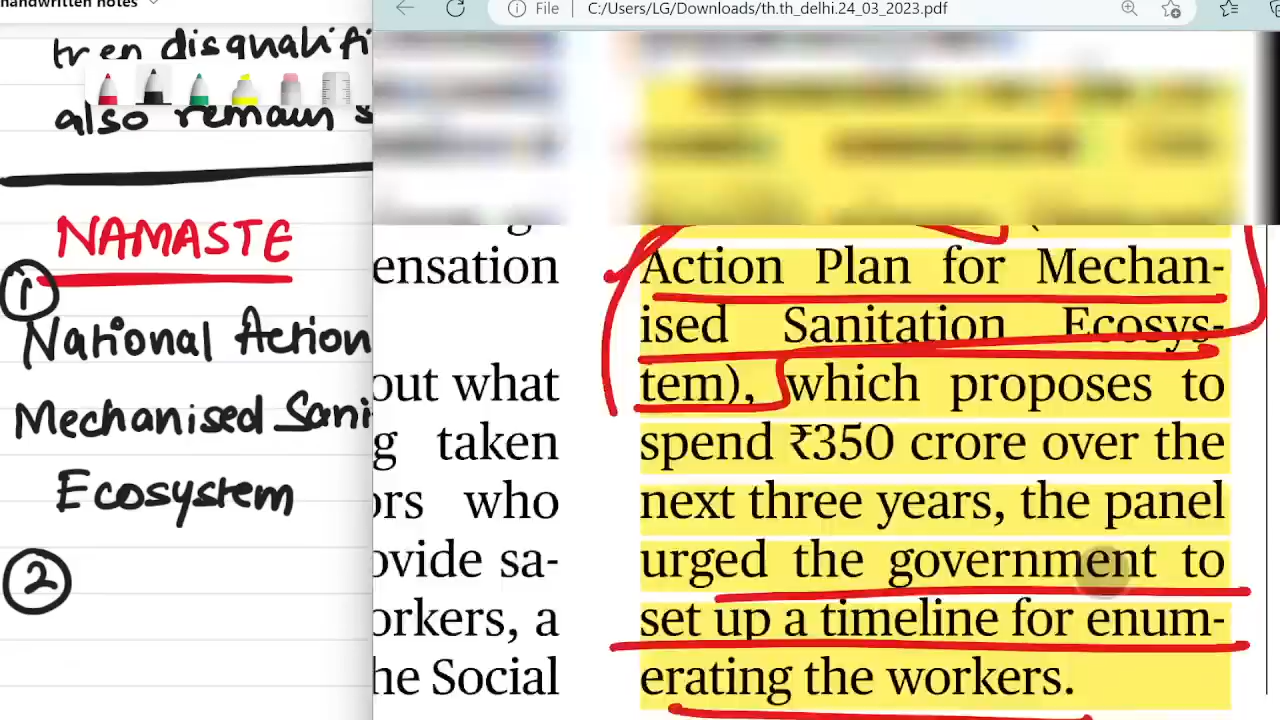 handwritten notes
File C:/Users/LG/Downloads/th.th_delhi.24_03_2023.pdf
also remain
NAMASTE
1
National Action
Mechanised Sani
Ecosystem
2
ensation
out what
g taken
ors who
ovide sa-
orkers, a
he Social
Action Plan for Mechan-
ised Sanitation Ecosys-
tem), which proposes to
spend ₹350 crore over the
next three years, the panel
urged the government to
set up a timeline for enum-
erating the workers.